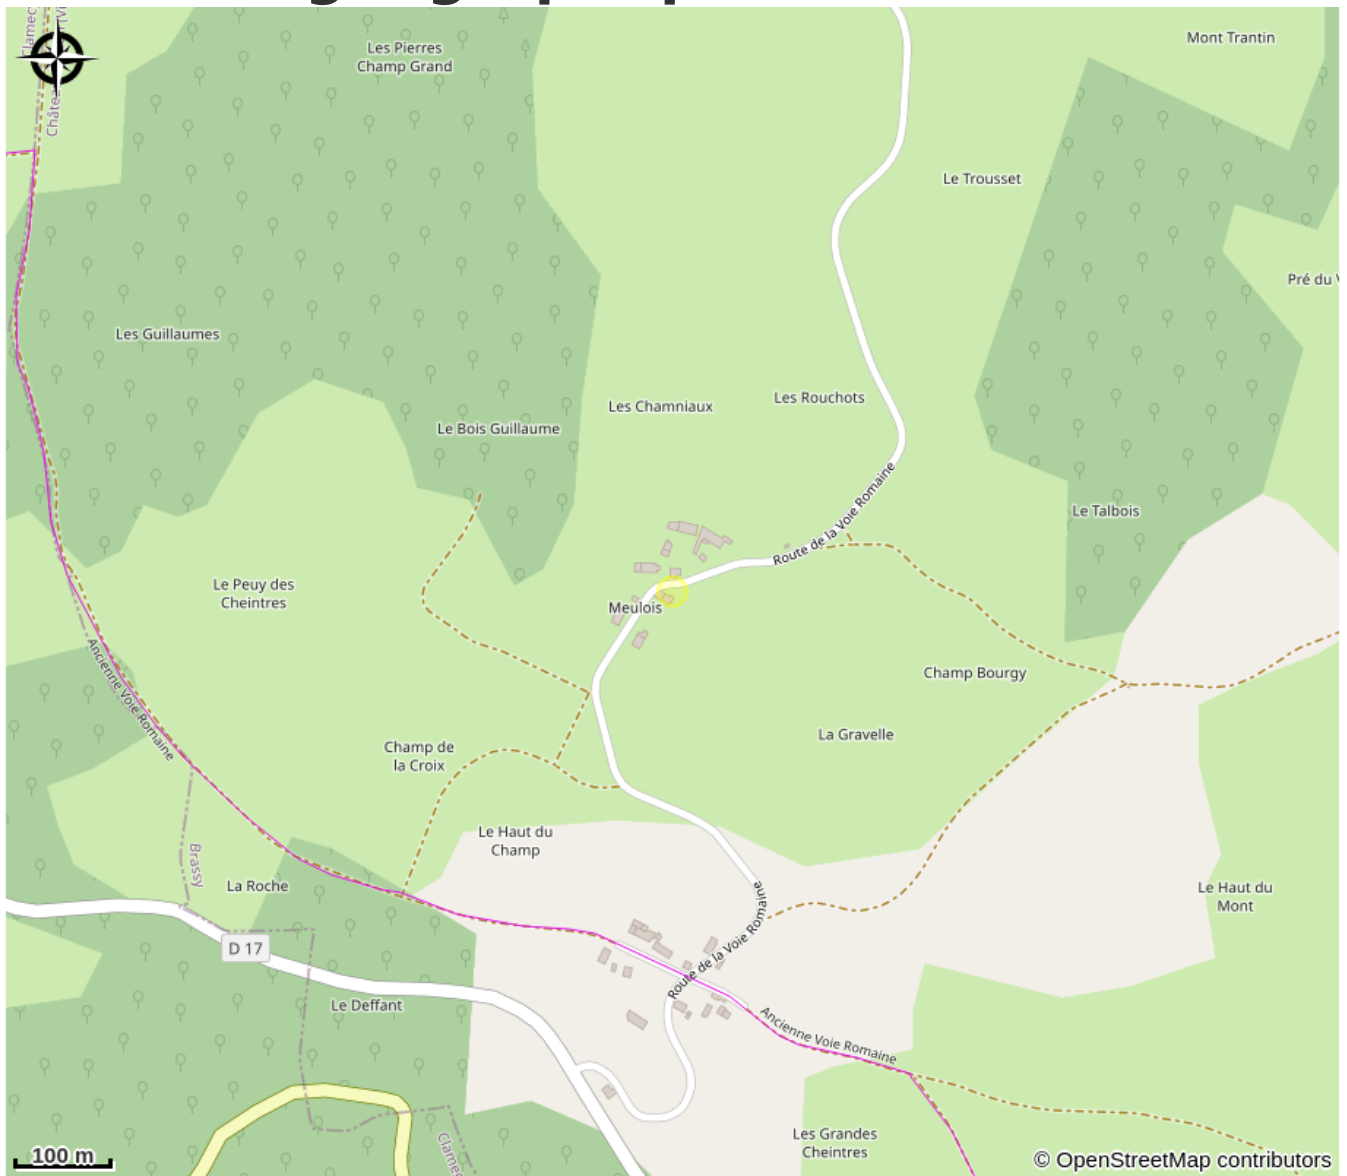 Les Pierres
Champ Grand
Mont Trantin
Le Trousset
Pré du
Les Guillaumes
Les Chamniaux
Les Rouchots
Le Bois Guillaume
Route de la Voie Romaine
Le Talbois
Le Peuy des
Cheintres
Meulois
Ancienne Voie Romaine
Champ Bourgy
La Gravelle
Champ de
la Croix
Le Haut du
Champ
Brassy
La Roche
Le Haut du
Mont
D 17
Route de la Voie Romaine
Le Deffant
Ancienne Voie Romaine
Les Grandes
Cheintres
100 m
© OpenStreetMap contributors